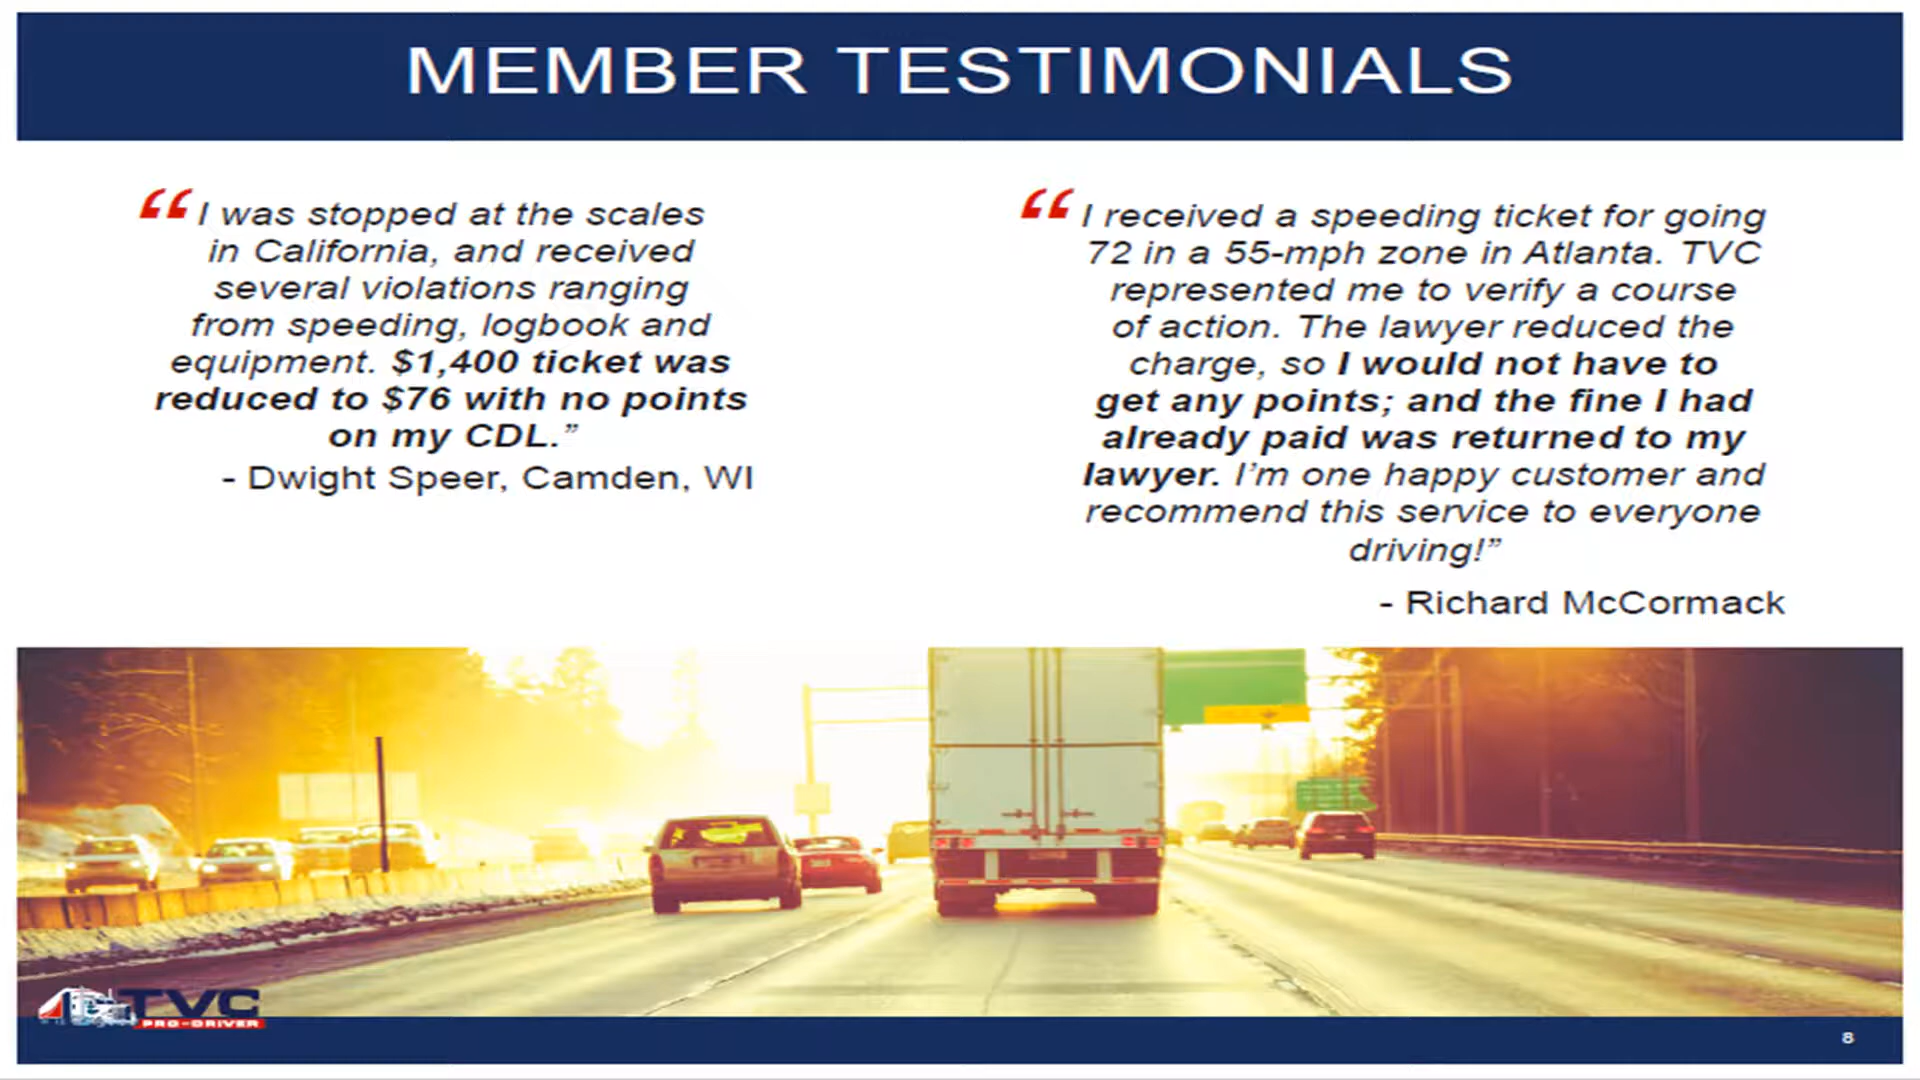 MEMBER TESTIMONIALS
“I was stopped at the scales
in California, and received
several violations ranging
from speeding, logbook and
equipment. $1,400 ticket was
reduced to $76 with no points
on my CDL.”
- Dwight Speer, Camden, WI
“I received a speeding ticket for going
72 in a 55-mph zone in Atlanta. TVC
represented me to verify a course
of action. The lawyer reduced the
charge, so I would not have to
get any points; and the fine I had
already paid was returned to my
lawyer. I’m one happy customer and
recommend this service to everyone
driving!”
- Richard McCormack
TVC
PRO-DRIVER
8